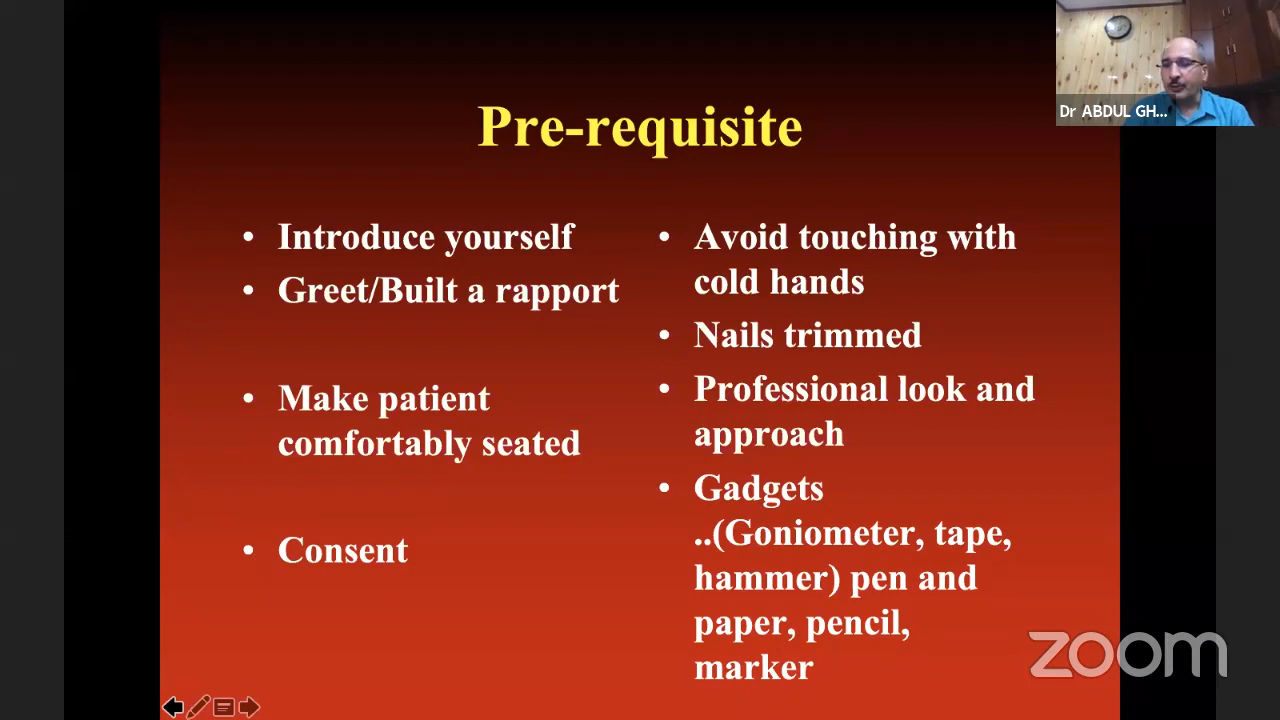 Pre-requisite
• Introduce yourself
• Greet/Built a rapport
• Make patient
comfortably seated
• Consent
• Avoid touching with
cold hands
• Nails trimmed
• Professional look and
approach
• Gadgets
..(Goniometer, tape,
hammer) pen and
paper, pencil,
marker
Dr ABDUL GH...
zoom